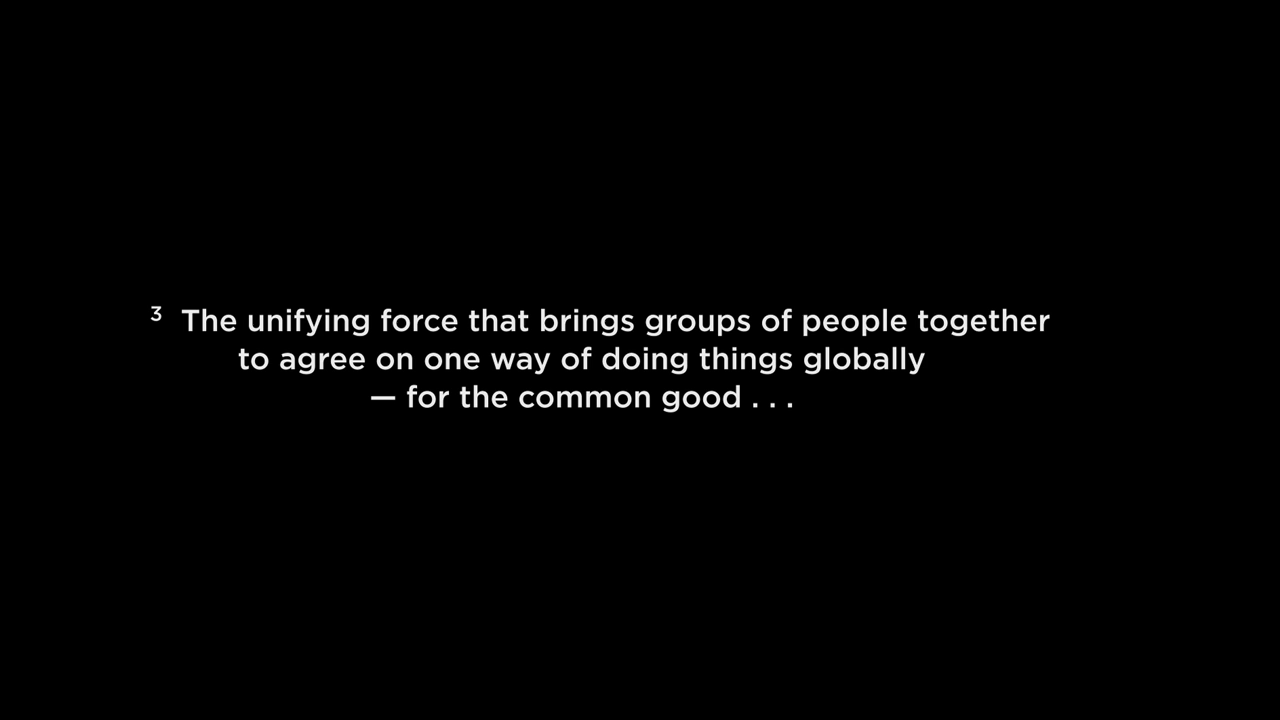 ³ The unifying force that brings groups of people together
to agree on one way of doing things globally
— for the common good . . .